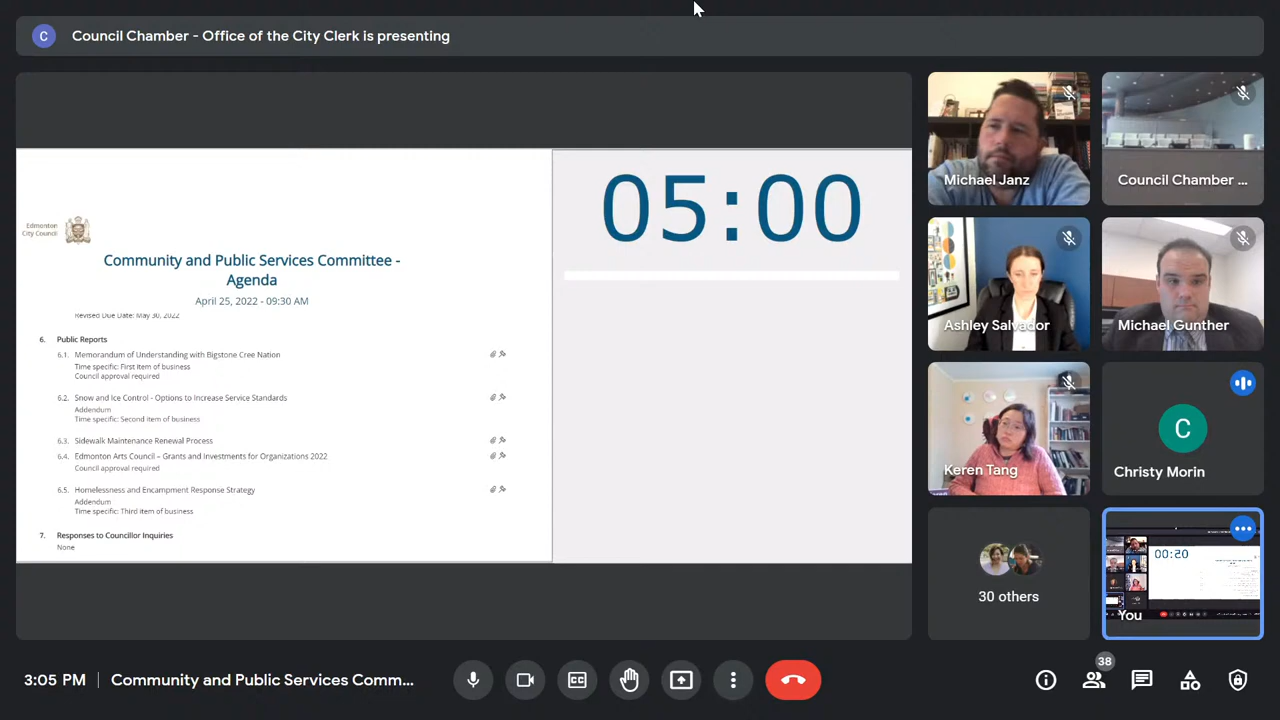 C
Council Chamber - Office of the City Clerk is presenting
Edmonton
City Council
Community and Public Services Committee -
Agenda
April 25, 2022 - 09:30 AM
Revised Due Date: May 30, 2022
6. Public Reports
6.1. Memorandum of Understanding with Bigstone Cree Nation
Time specific: First item of business
Council approval required
6.2. Snow and Ice Control - Options to Increase Service Standards
Addendum
Time specific: Second item of business
6.3. Sidewalk Maintenance Renewal Process
6.4. Edmonton Arts Council – Grants and Investments for Organizations 2022
Council approval required
6.5. Homelessness and Encampment Response Strategy
Addendum
Time specific: Third item of business
7. Responses to Councillor Inquiries
None
05:00
Michael Janz
Council Chamber ...
Ashley Salvador
Michael Gunther
Keren Tang
C
Christy Morin
30 others
05:00
You
3:05 PM
Community and Public Services Comm...
38